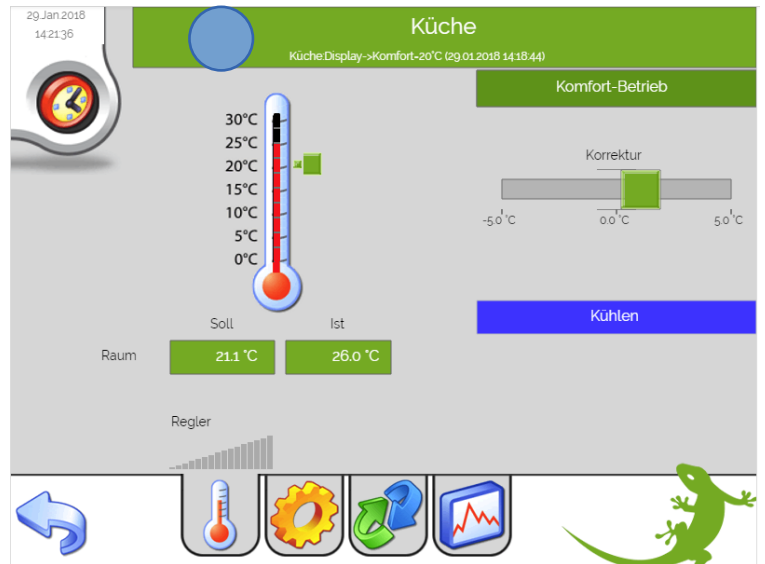 29.Jan.2018
14:21:36
Küche
Küche:Display->Komfort=20°C (29.01.2018 14:18:44)
Komfort-Betrieb
30°C
25°C
20°C
15°C
10°C
5°C
0°C
Korrektur
-5.0 °C 0.0 °C 5.0 °C
Kühlen
Soll Ist
Raum 21.1 °C 26.0 °C
Regler